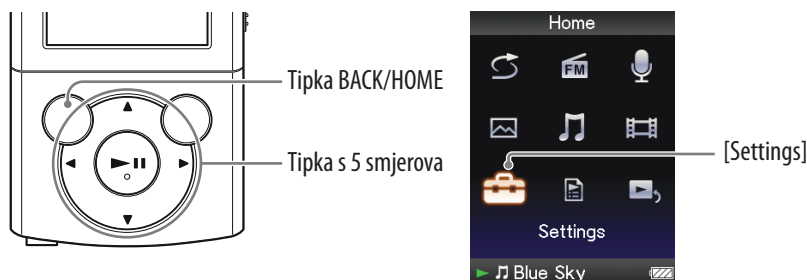 Home
FM
Tipka BACK/HOME
Tipka s 5 smjerova
[Settings]
Settings
Blue Sky